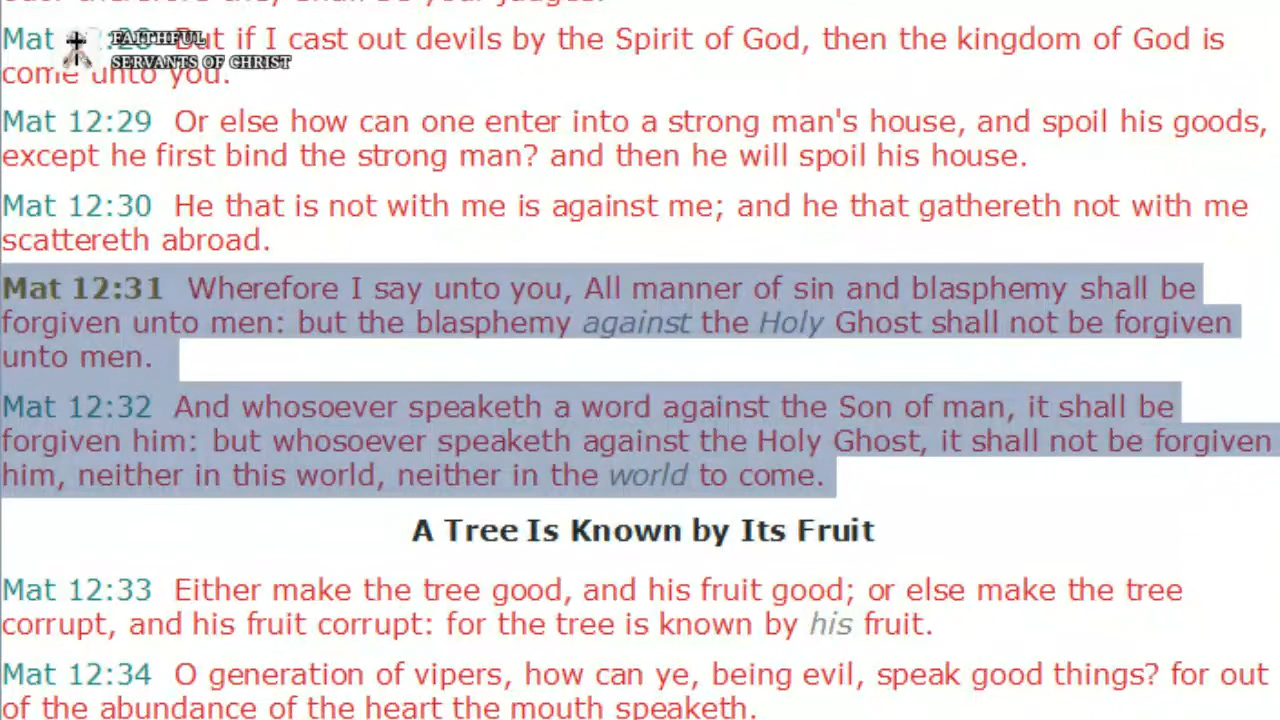 Mat 12:28 But if I cast out devils by the Spirit of God, then the kingdom of God is
come unto you.
FAITHFUL
SERVANTS OF CHRIST
Mat 12:29 Or else how can one enter into a strong man's house, and spoil his goods,
except he first bind the strong man? and then he will spoil his house.
Mat 12:30 He that is not with me is against me; and he that gathereth not with me
scattereth abroad.
Mat 12:31 Wherefore I say unto you, All manner of sin and blasphemy shall be
forgiven unto men: but the blasphemy against the Holy Ghost shall not be forgiven
unto men.
Mat 12:32 And whosoever speaketh a word against the Son of man, it shall be
forgiven him: but whosoever speaketh against the Holy Ghost, it shall not be forgiven
him, neither in this world, neither in the world to come.
A Tree Is Known by Its Fruit
Mat 12:33 Either make the tree good, and his fruit good; or else make the tree
corrupt, and his fruit corrupt: for the tree is known by his fruit.
Mat 12:34 O generation of vipers, how can ye, being evil, speak good things? for out
of the abundance of the heart the mouth speaketh.